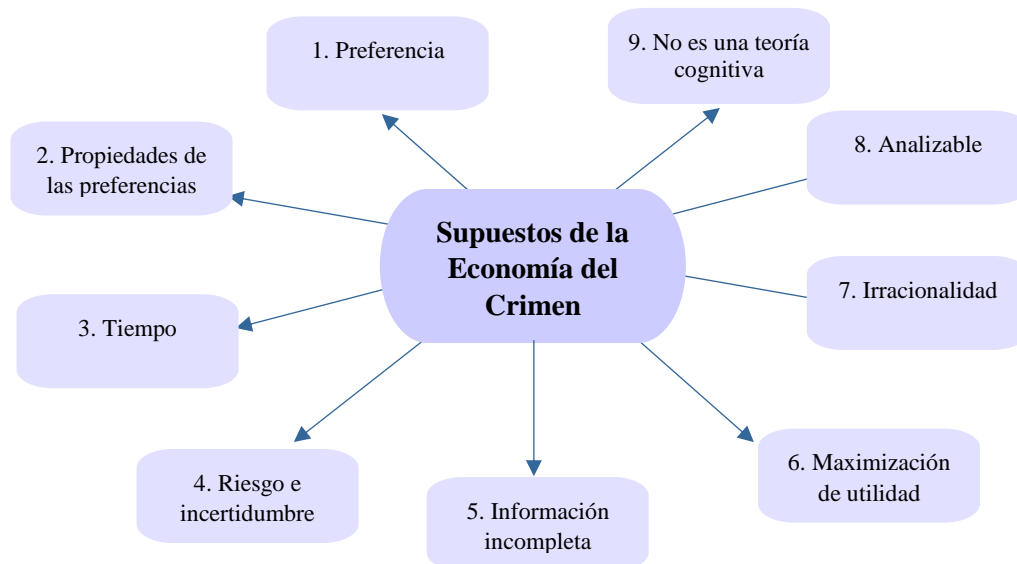 Supuestos de la
Economía del
Crimen
1. Preferencia
2. Propiedades de
las preferencias
3. Tiempo
4. Riesgo e
incertidumbre
5. Información
incompleta
6. Maximización
de utilidad
7. Irracionalidad
8. Analizable
9. No es una teoría
cognitiva